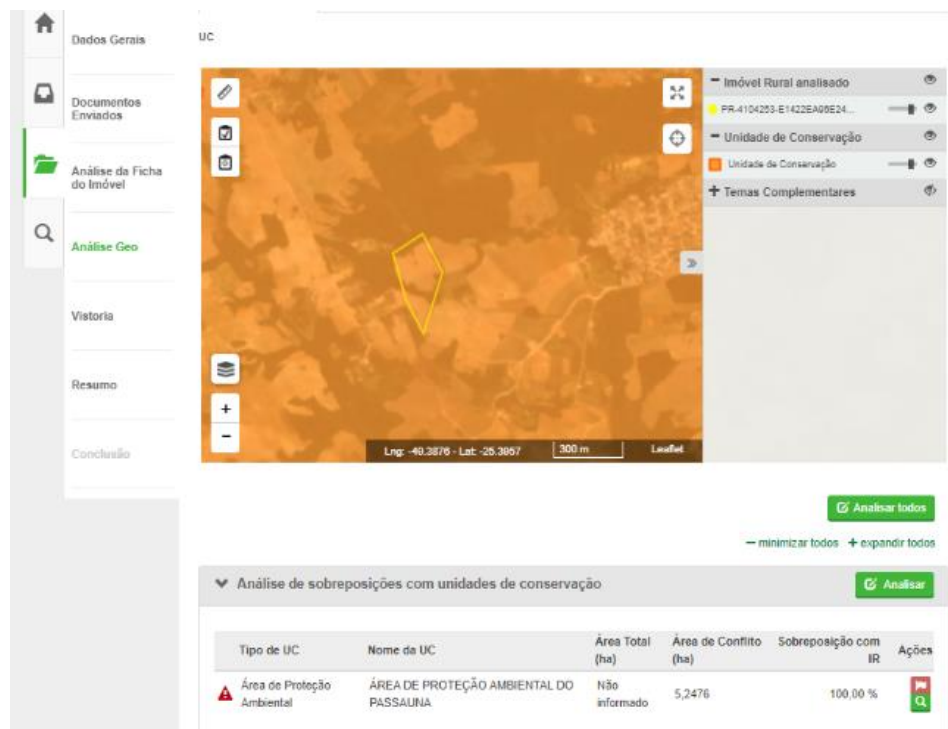 Dados Gerais
Documentos
Enviados
Análise da Ficha
do Imóvel
Análise Geo
Vistoria
Resumo
Conclusão
UC
Imóvel Rural analisado
Unidade de Conservação
Unidade de Conservação
Temas Complementares
Lng: -49.3876 - Lat: -25.3957
300 m
Leaflet
Analisar todos
minimizar todos + expandir todos
Análise de sobreposições com unidades de conservação
Analisar
Tipo de UC
Nome da UC
Área Total
(ha)
Área de Conflito
(ha)
Sobreposição com
IR
Ações
Área de Proteção
Ambiental
ÁREA DE PROTEÇÃO AMBIENTAL DO
PASSAUNA
Não
informado
5,2476
100,00 %